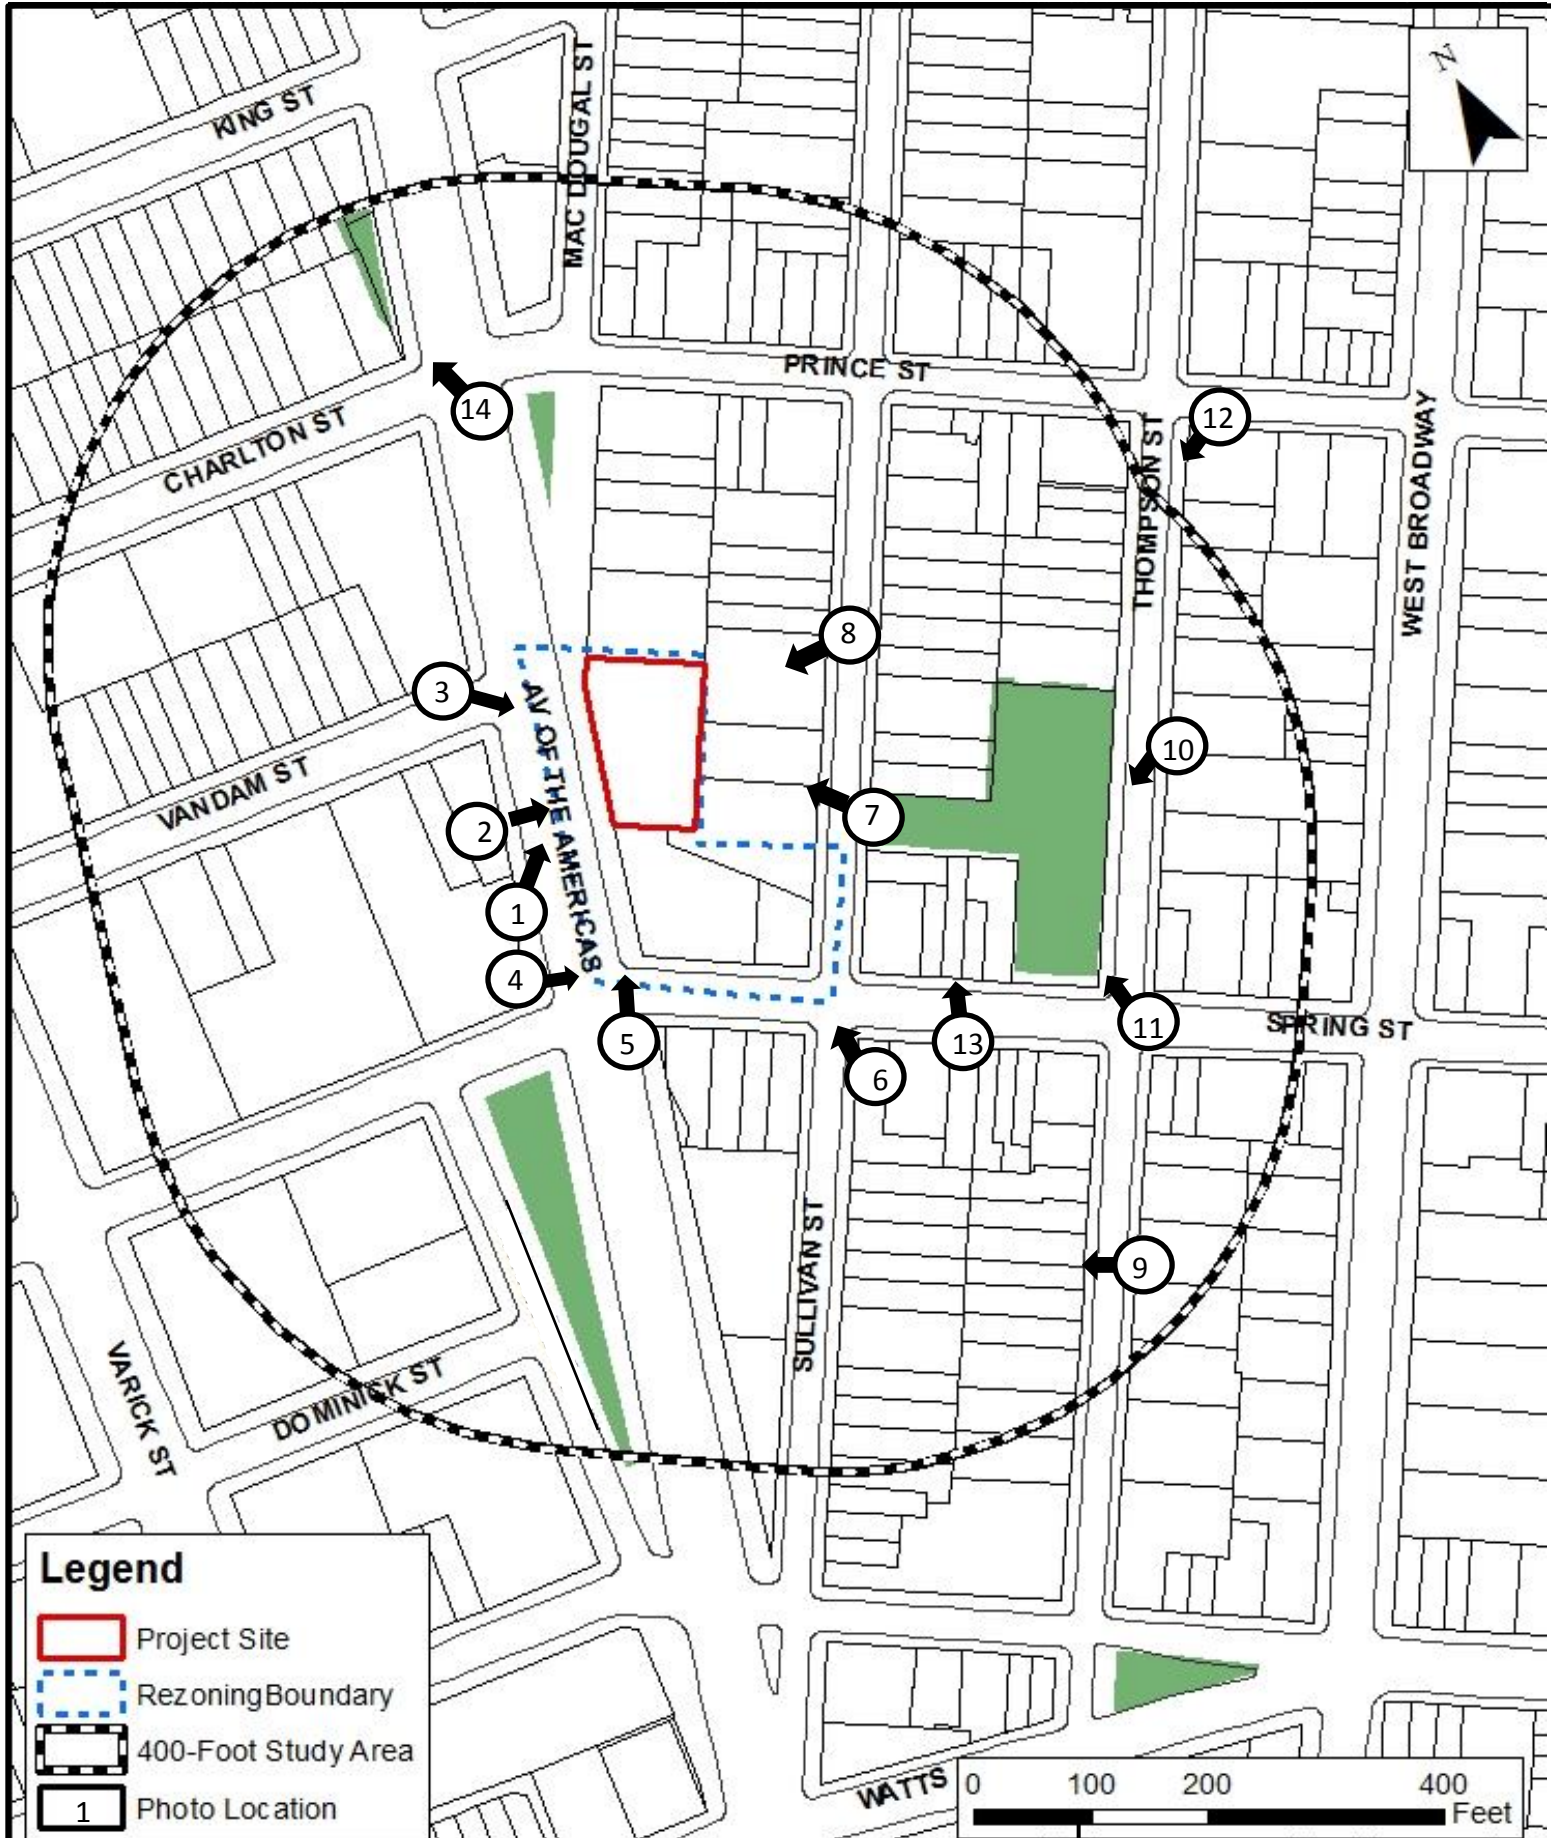 N
KING ST
MAC DOUGAL ST
PRINCE ST
14
12
CHARLTON ST
THOMPSON ST
WEST BROADWAY
8
3
AV OF THE AMERICAS
10
VANDAM ST
2
7
1
4
5
13
11
SPRING ST
6
SULLIVAN ST
9
VARICK ST
DOMINICK ST
WATTS
Legend
Project Site
RezoningBoundary
400-Foot Study Area
1 Photo Location
0 100 200 400
Feet